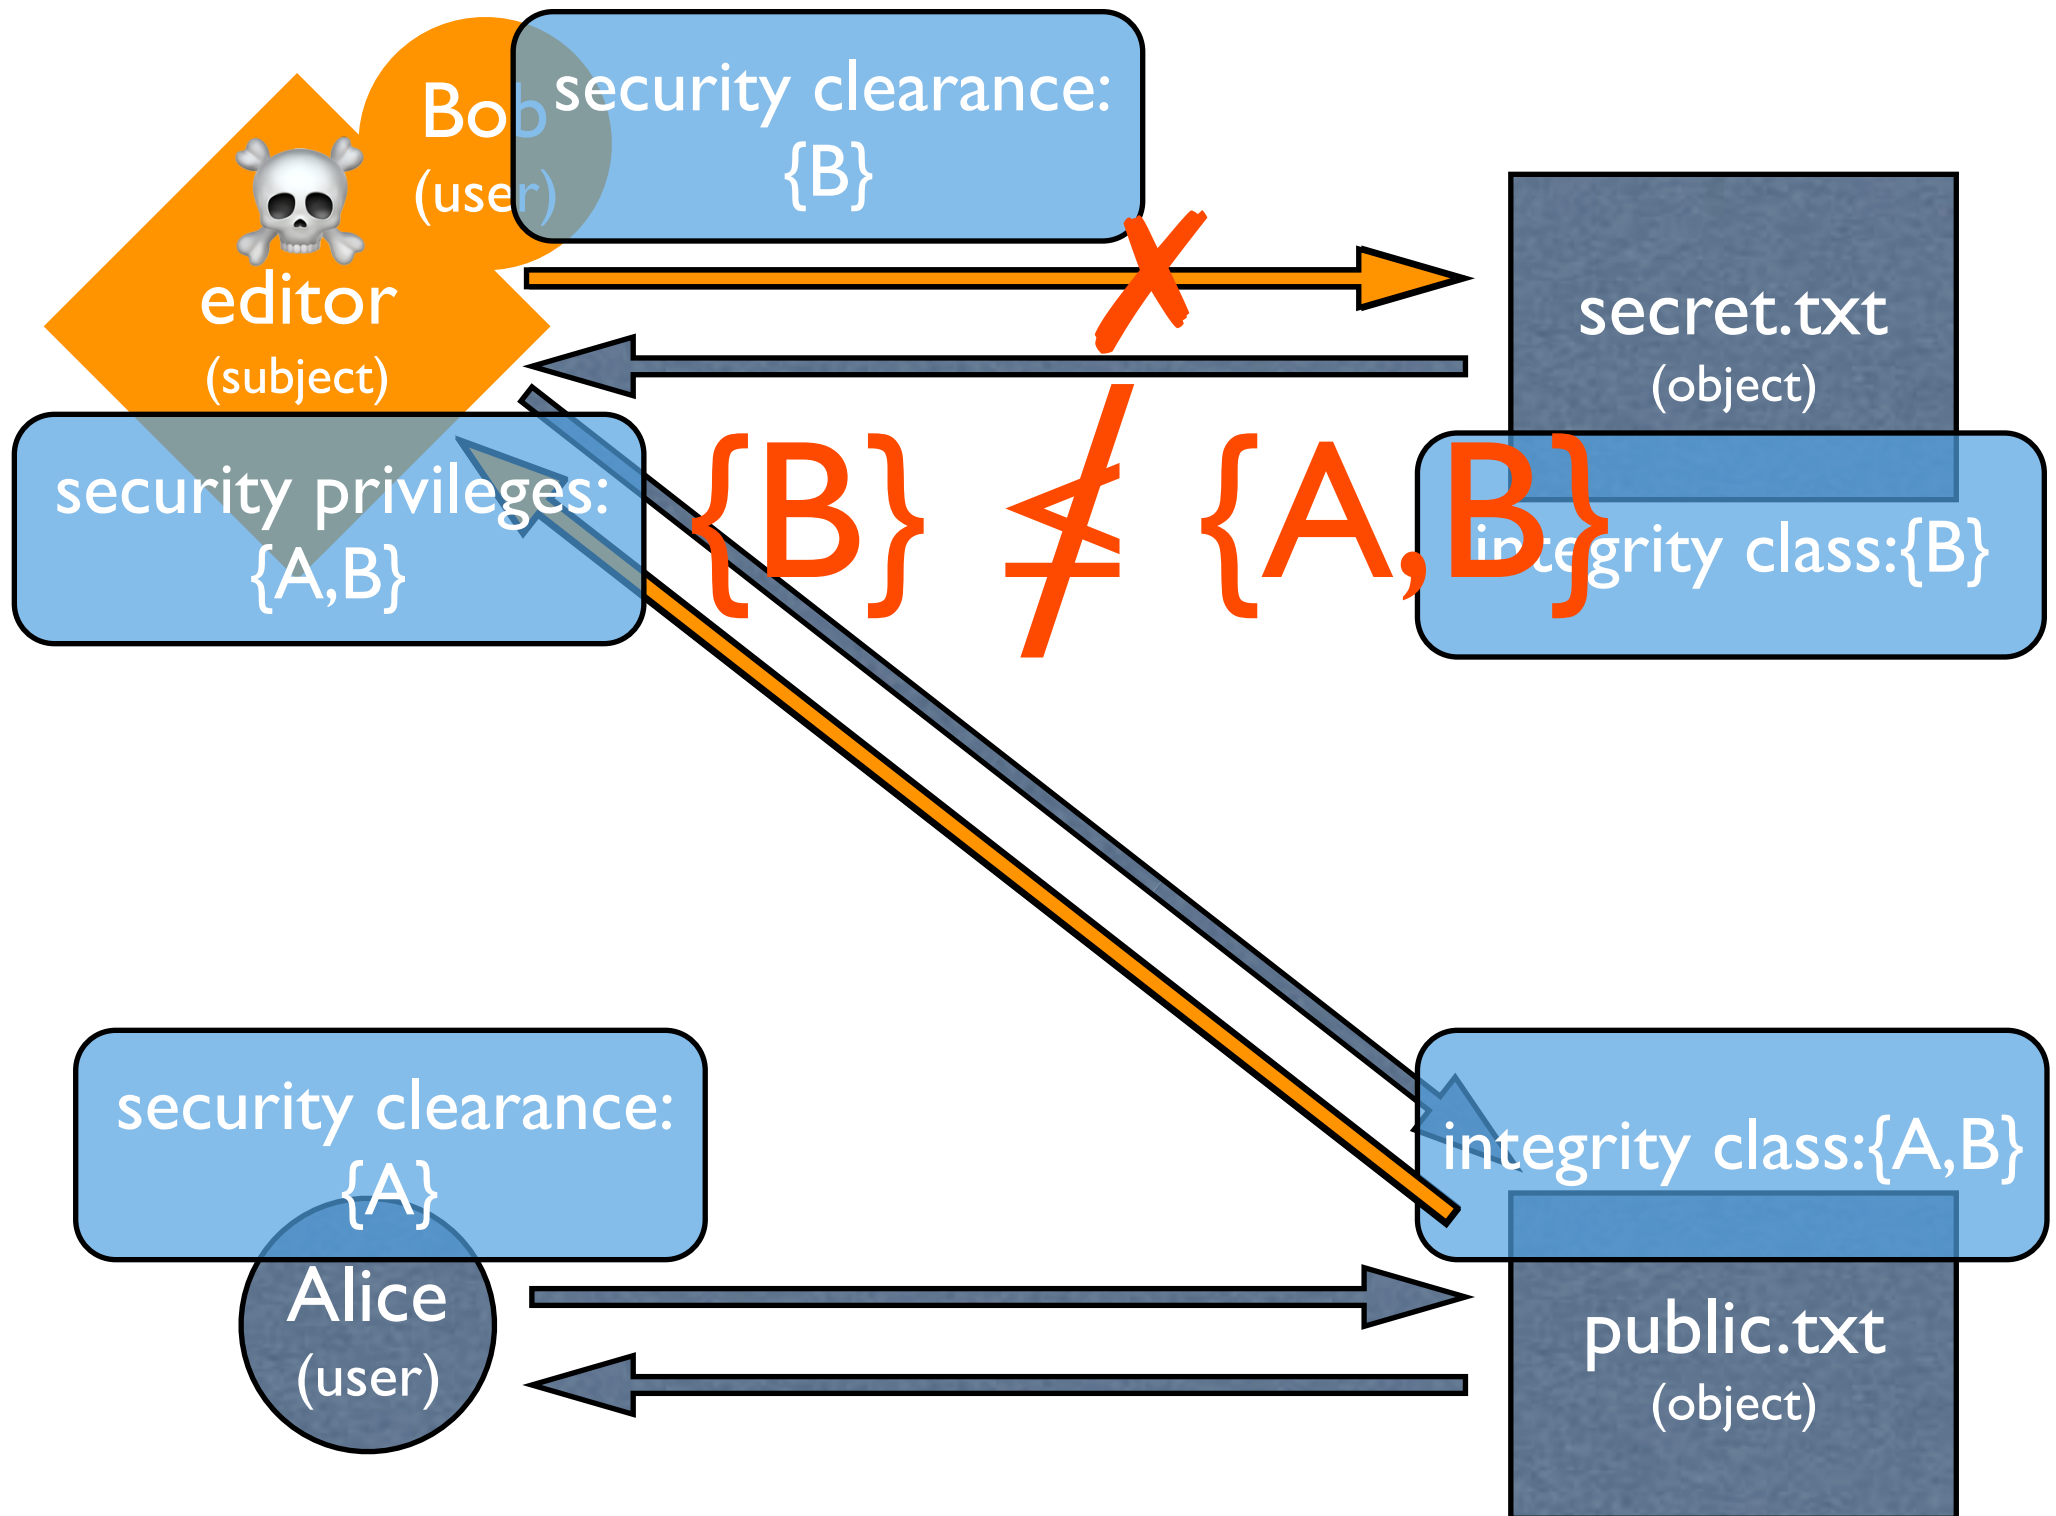 Bob
(user)
security clearance:
{B}
editor
(subject)
security privileges:
{A,B}
secret.txt
(object)
integrity class:{B}
{B} ≰ {A,B}
security clearance:
{A}
Alice
(user)
integrity class:{A,B}
public.txt
(object)